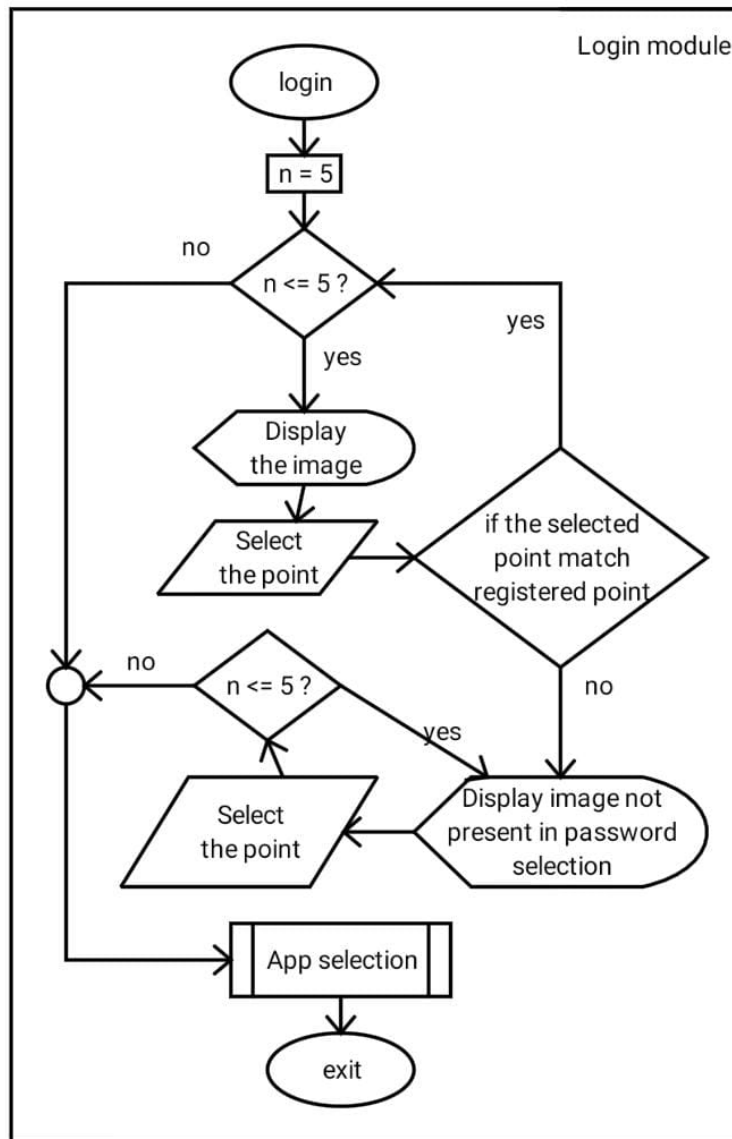 Login module
login
n = 5
n <= 5 ?
no
yes
Display
the image
Select
the point
if the selected
point match
registered point
yes
no
n <= 5 ?
no
yes
Display image not
present in password
selection
Select
the point
App selection
exit